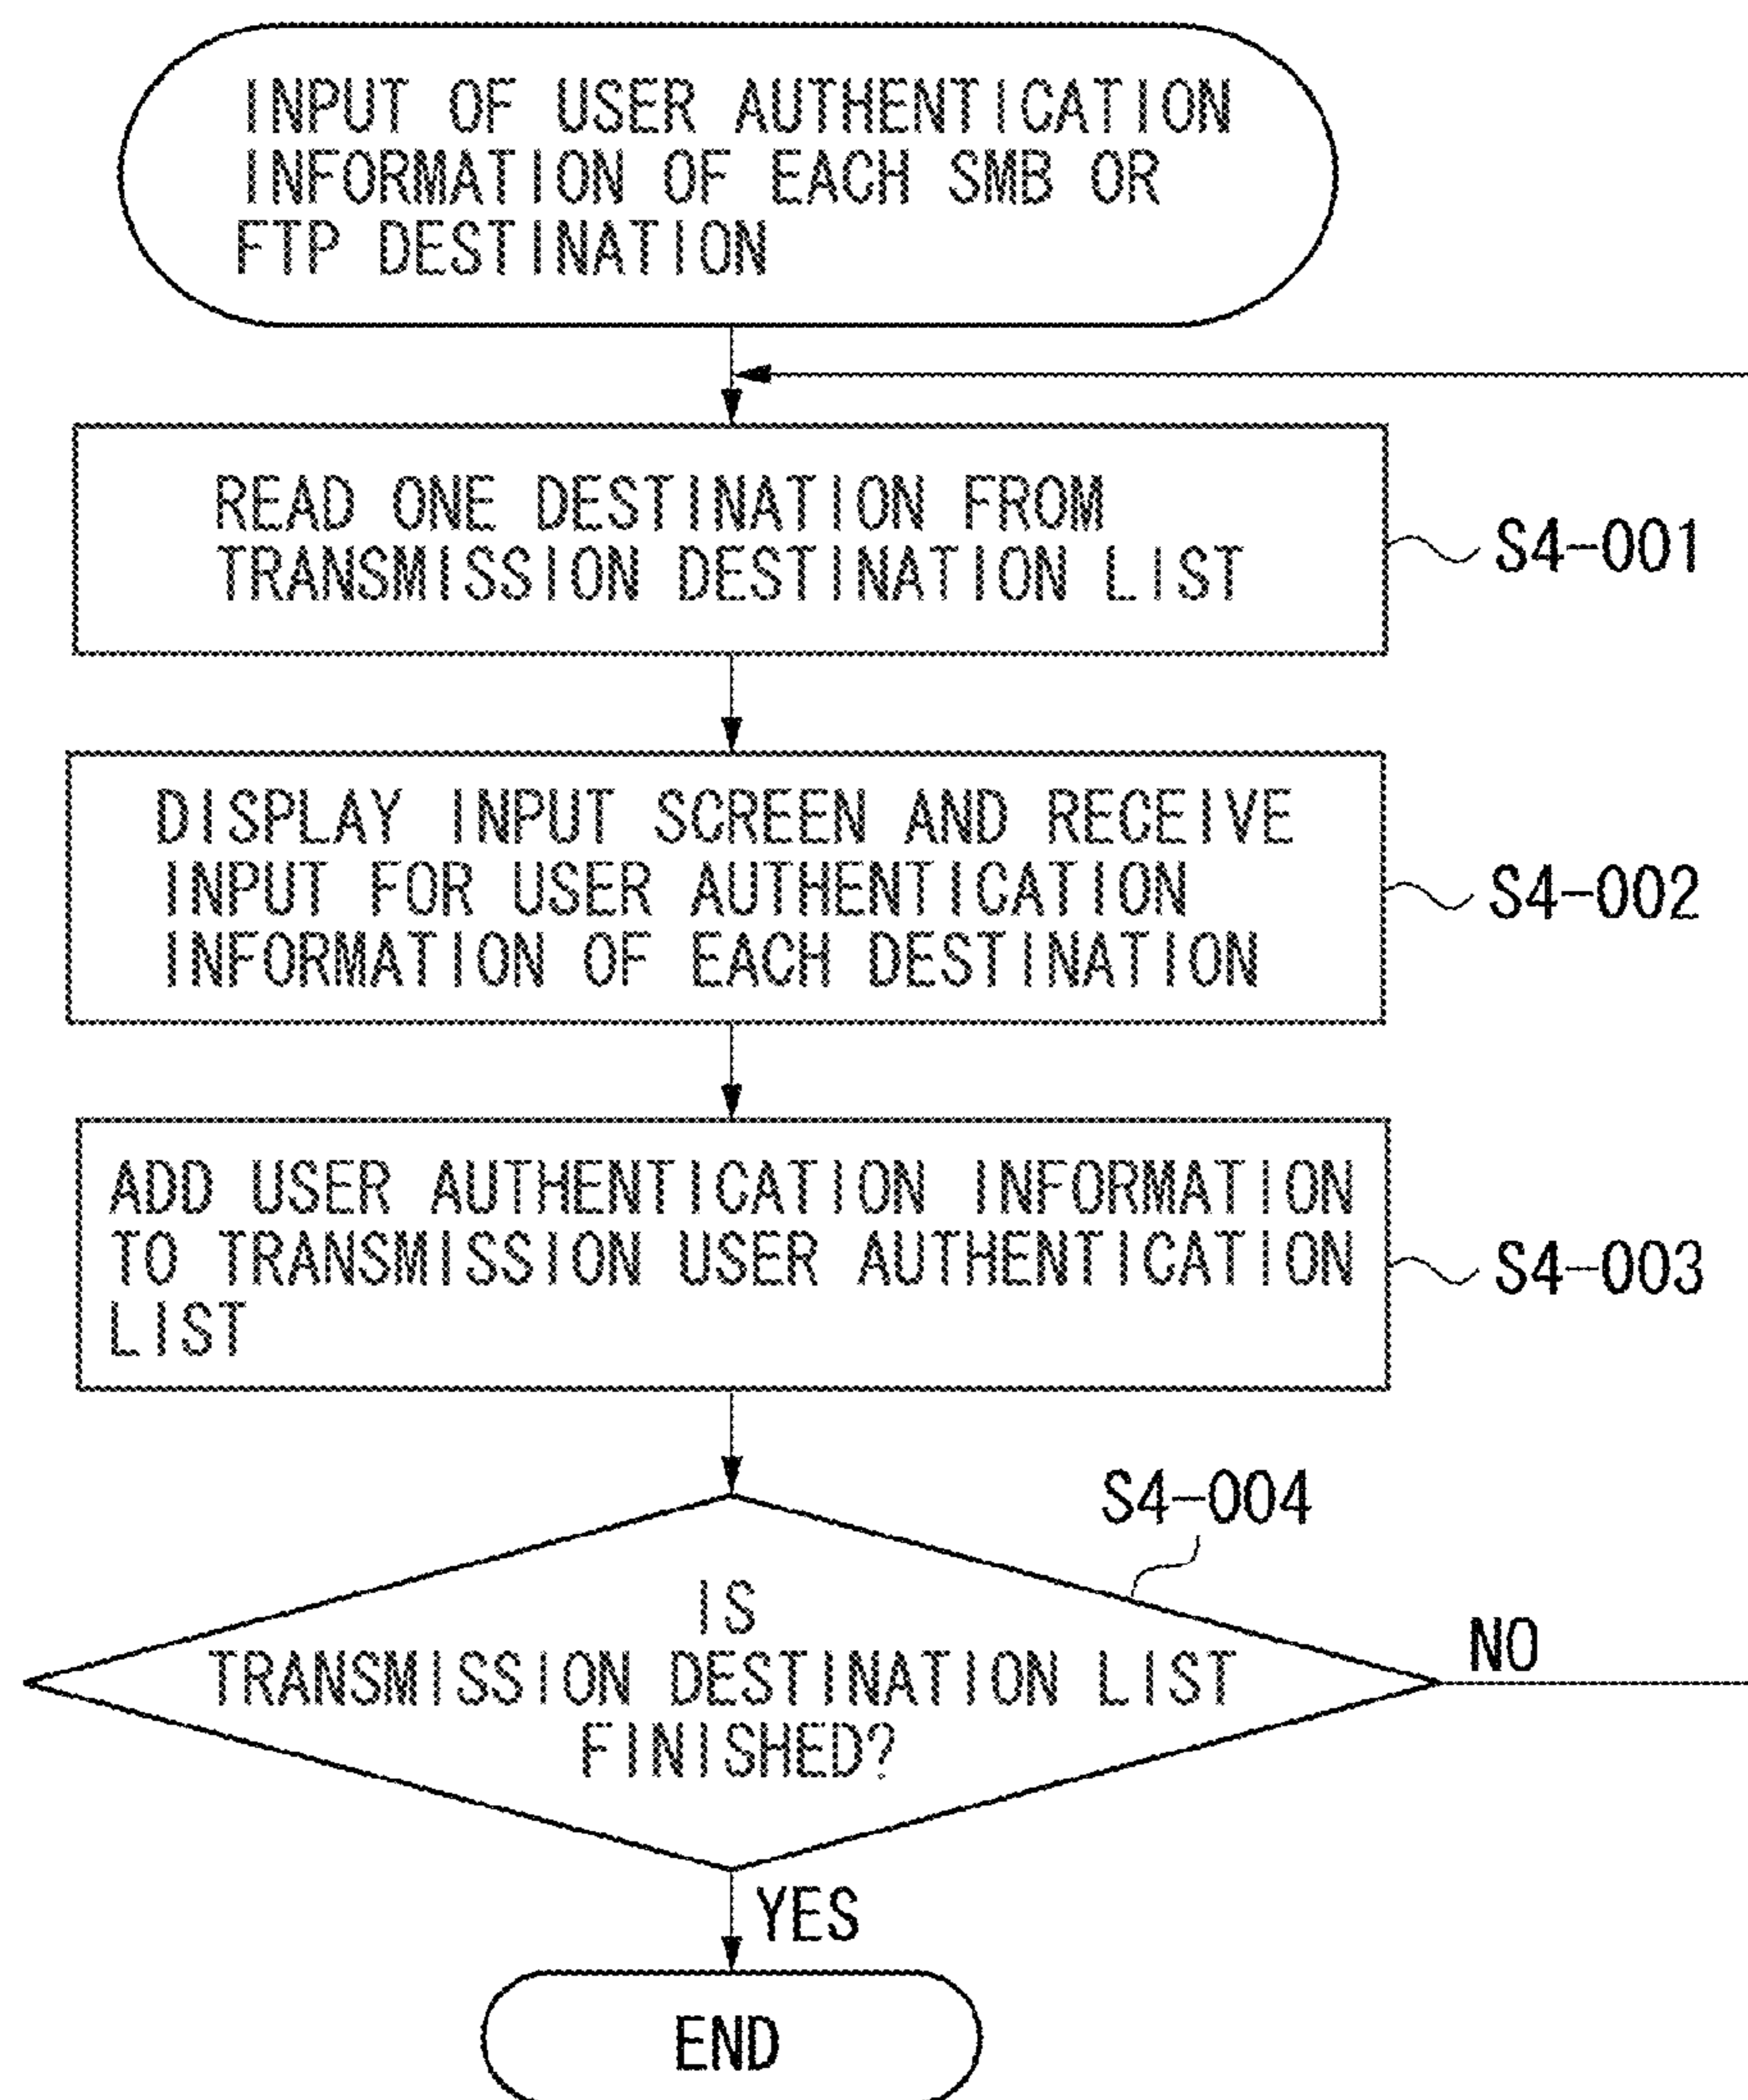 INPUT OF USER AUTHENTICATION
INFORMATION OF EACH SMB OR
FTP DESTINATION
READ ONE DESTINATION FROM
TRANSMISSION DESTINATION LIST
S4-001
DISPLAY INPUT SCREEN AND RECEIVE
INPUT FOR USER AUTHENTICATION
INFORMATION OF EACH DESTINATION
S4-002
ADD USER AUTHENTICATION INFORMATION
TO TRANSMISSION USER AUTHENTICATION
LIST
S4-003
S4-004
IS
TRANSMISSION DESTINATION LIST
FINISHED?
NO
YES
END